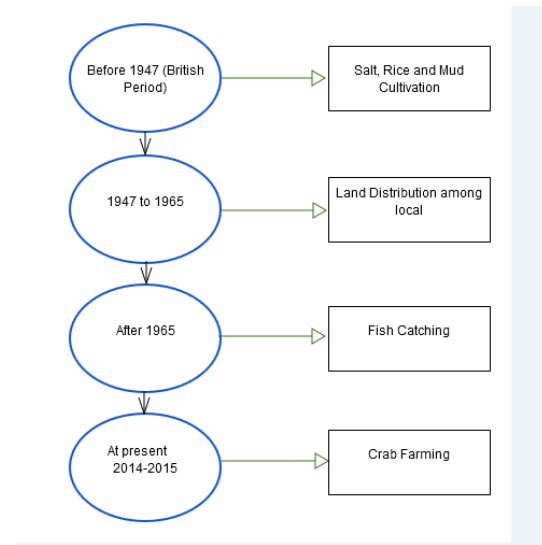 Before 1947 (British
Period)
Salt, Rice and Mud
Cultivation
1947 to 1965
Land Distribution among
local
After 1965
Fish Catching
At present
2014-2015
Crab Farming